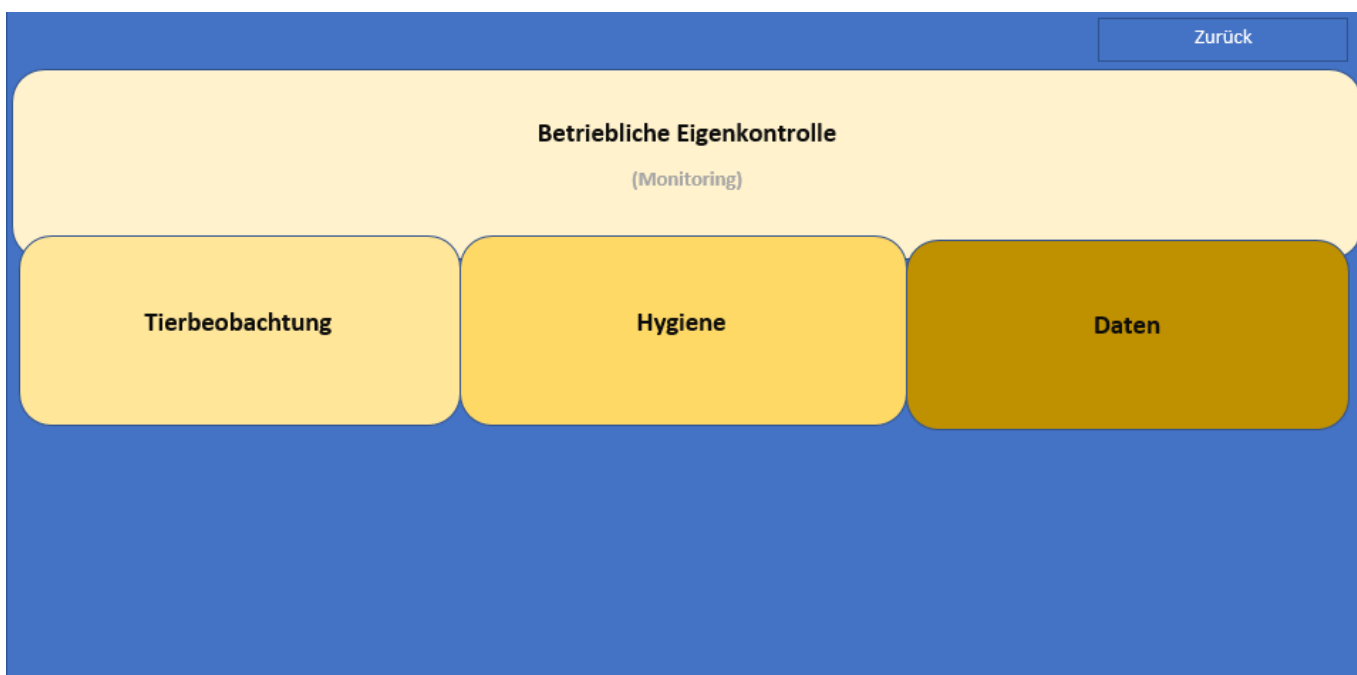 Zurück
Betriebliche Eigenkontrolle
(Monitoring)
Tierbeobachtung
Hygiene
Daten